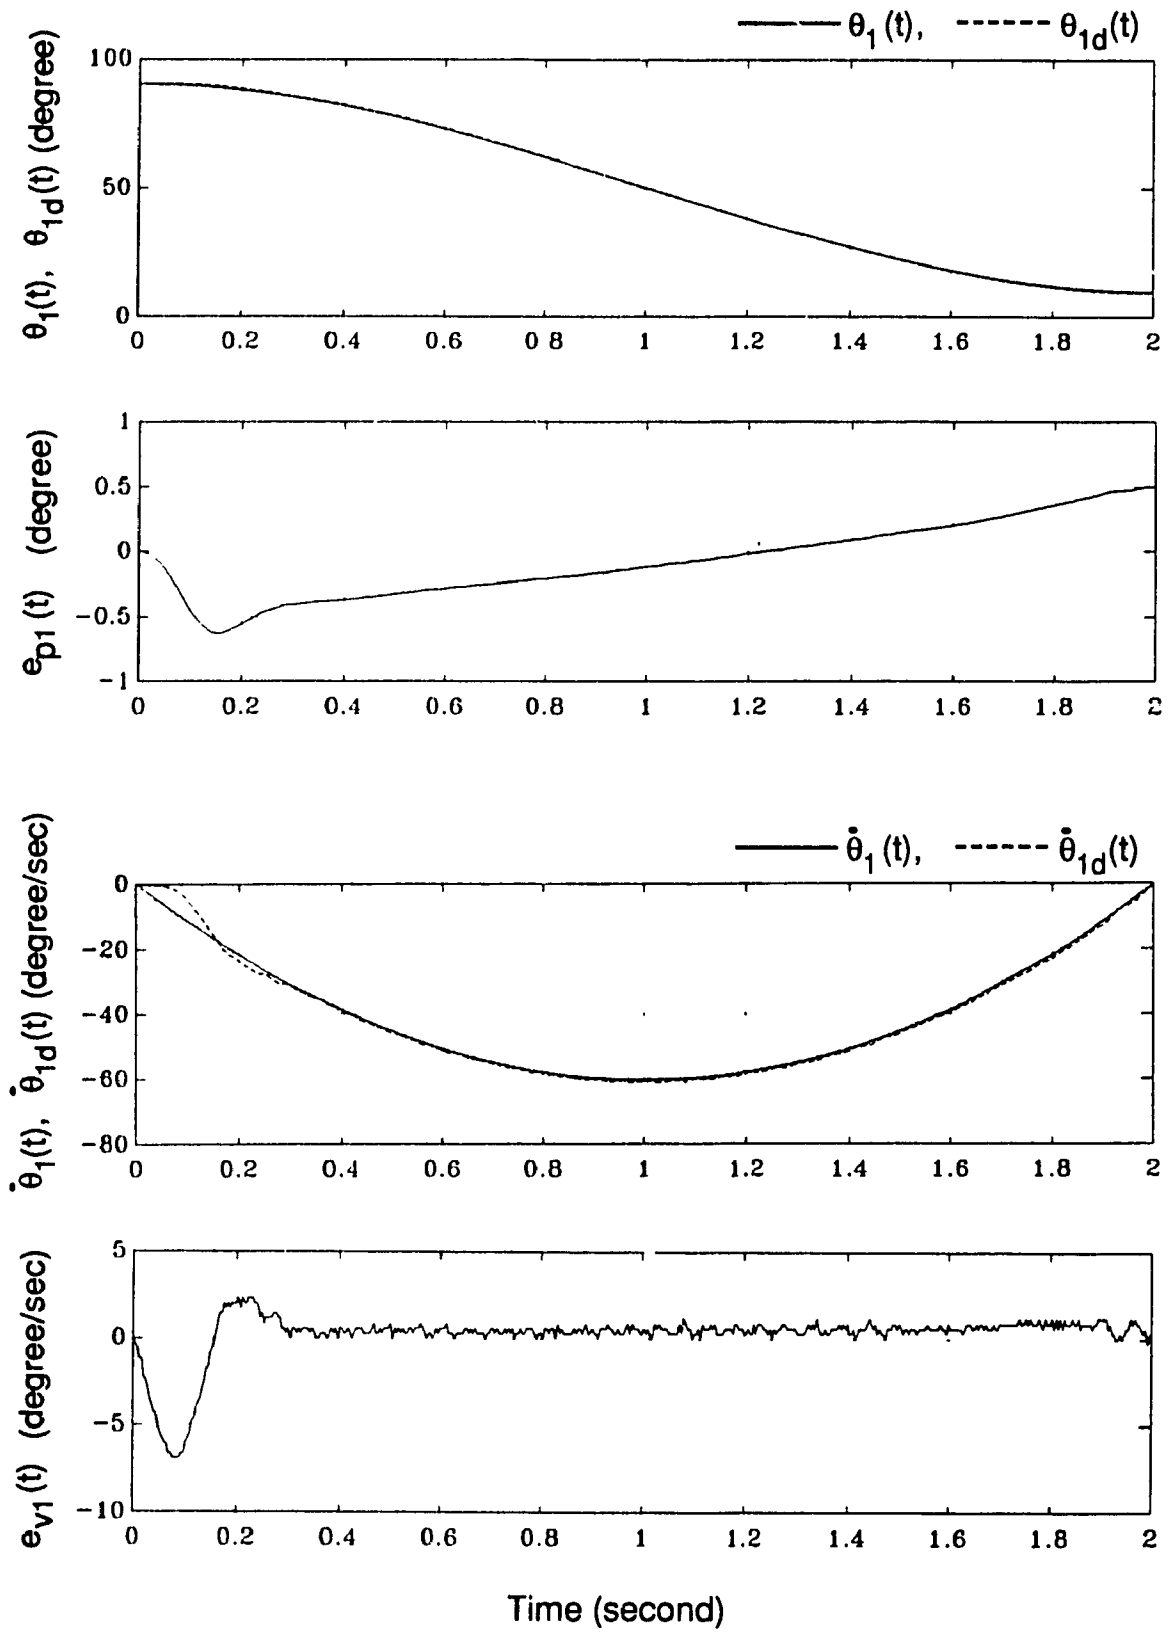 θ1(t), θ1d(t)
θ1(t), θ1d(t) (degree)
100
50
0
0 0.2 0.4 0.6 0 8 1 1.2 1.4 1.6 1.8 2
ep1(t) (degree)
1
0.5
0
−0.5
−1
0 0.2 0.4 0.6 0.8 1 1.2 1.4 1.6 1.8 2
θ̇1(t), θ̇1d(t)
θ̇1(t), θ̇1d(t) (degree/sec)
0
−20
−40
−60
−80
0 0.2 0.4 0.6 0.8 1 1.2 1.4 1.6 1.8 2
ev1(t) (degree/sec)
5
0
−5
−10
0 0.2 0.4 0.6 0.8 1 1.2 1.4 1.6 1.8 2
Time (second)